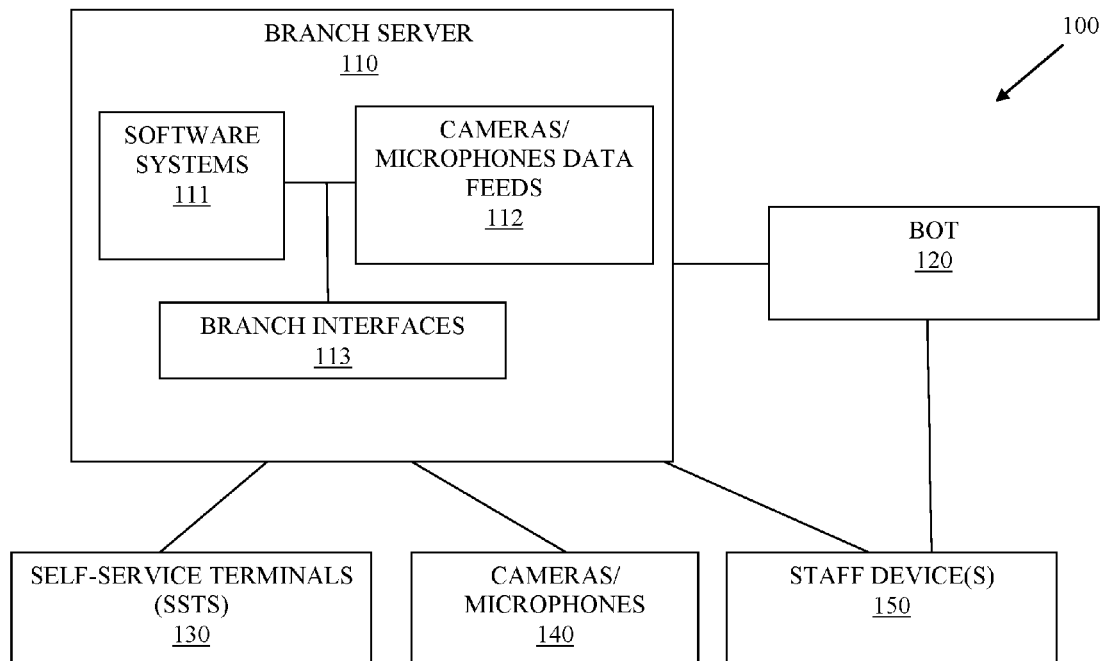 BRANCH SERVER
110
100
SOFTWARE
SYSTEMS
111
CAMERAS/
MICROPHONES DATA
FEEDS
112
BOT
120
BRANCH INTERFACES
113
SELF-SERVICE TERMINALS
(SSTS)
130
CAMERAS/
MICROPHONES
140
STAFF DEVICE(S)
150